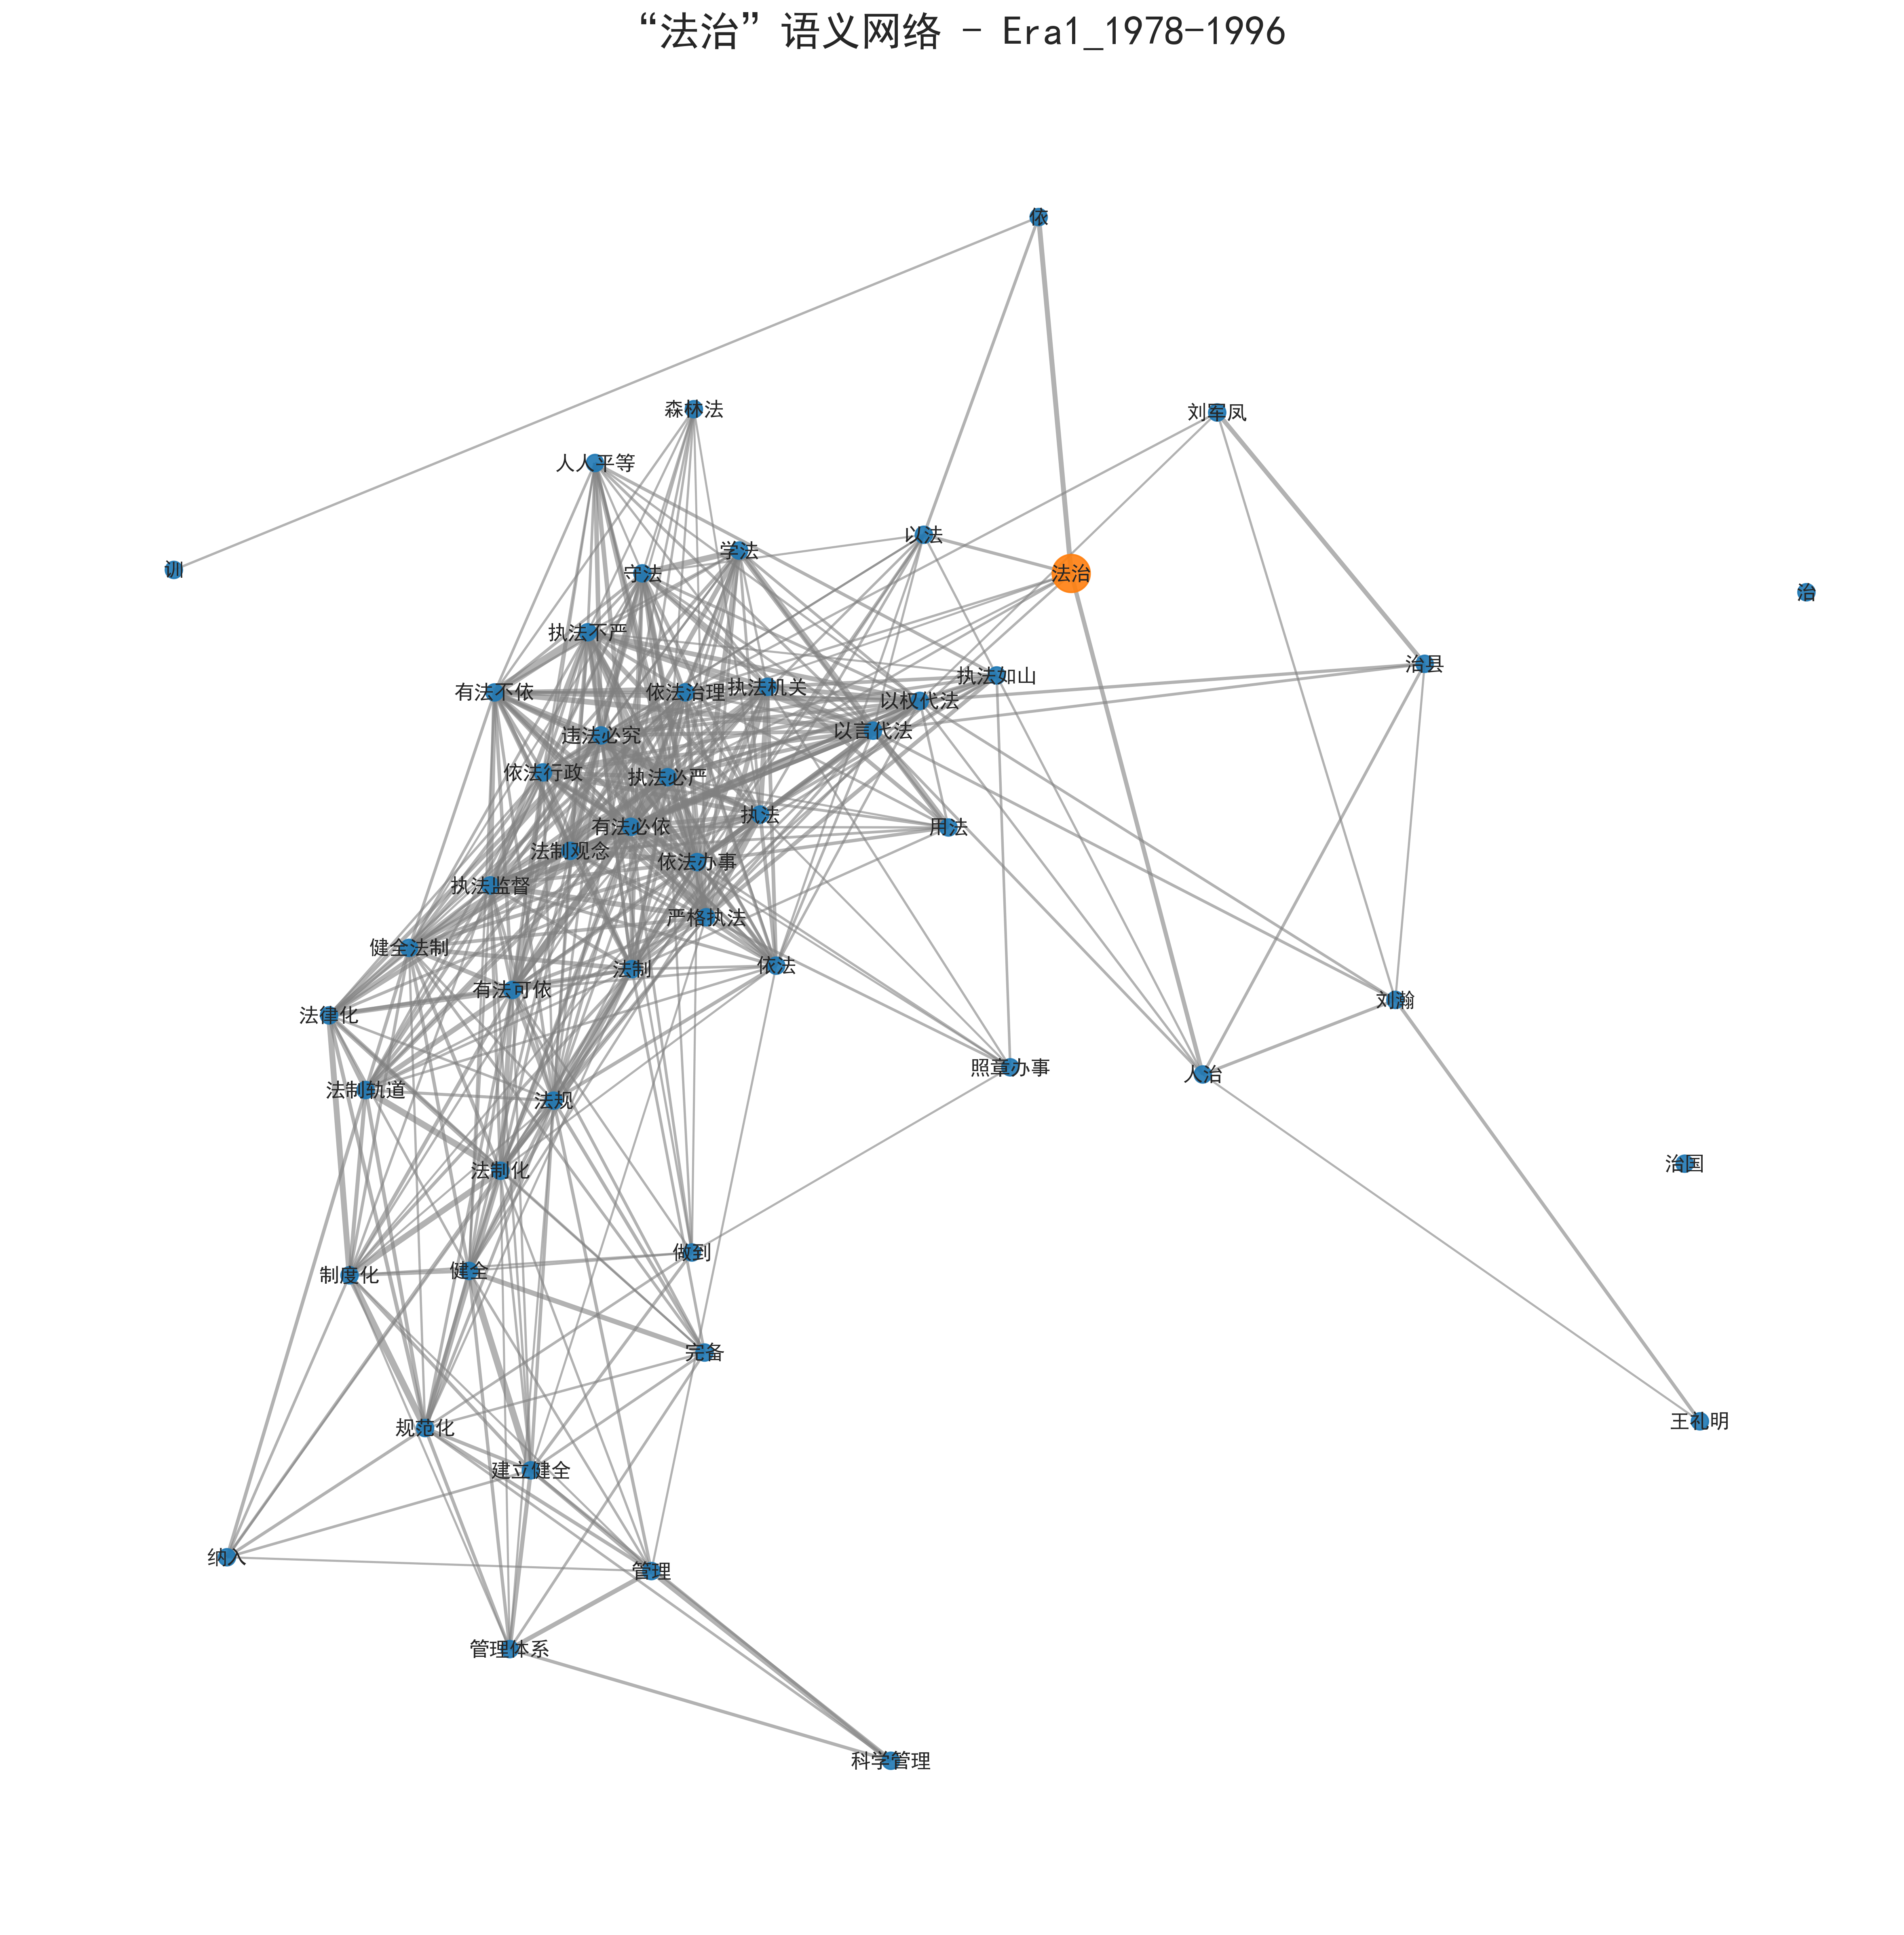 “法治”语义网络 - Era1_1978-1996
依
森林法
刘军凤
人人平等
以法
学法
训
守法
法治
治
执法不严
治县
执法如山
有法不依
依法治理
执法机关
以权代法
违法必究
以言代法
依法行政
执法必严
执法
有法必依
用法
法制观念
依法办事
执法监督
严格执法
健全法制
法制
依法
有法可依
刘瀚
法律化
照章办事
人治
法制轨道
法规
治国
法制化
做到
制度化
健全
完备
王礼明
规范化
建立健全
纳入
管理
管理体系
科学管理